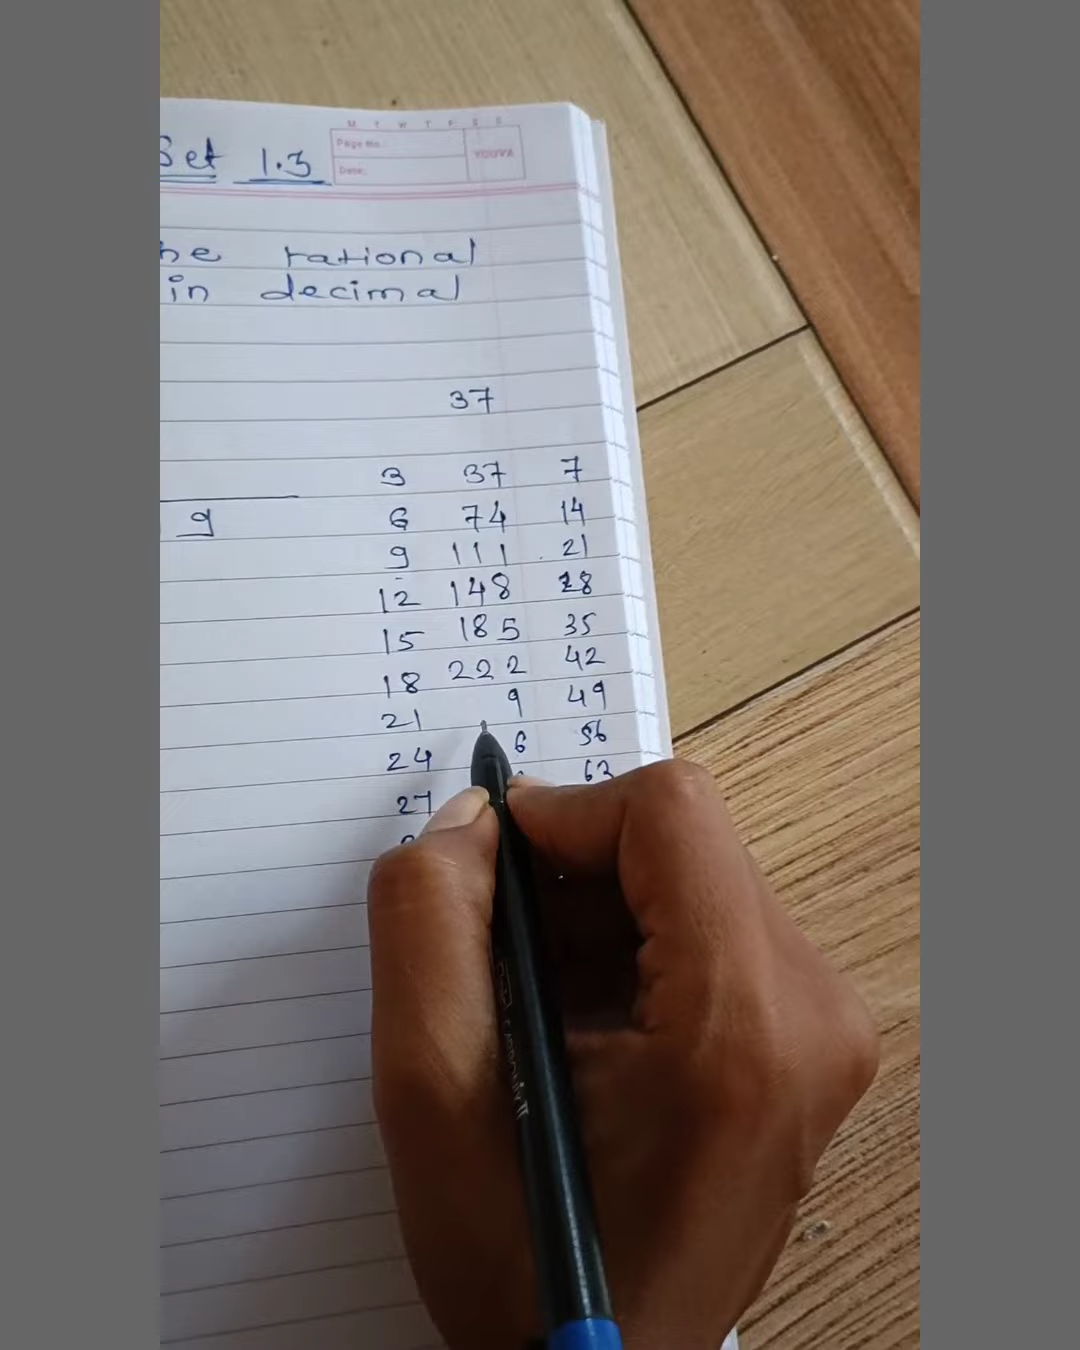 M T W T F S S
Page No.:
YOUVA
Date:
Set 1.3
he rational
in decimal
37
3 37 7
g 6 74 14
9 111 21
12 148 28
15 185 35
18 222 42
21 9 49
24 6 56
27 63